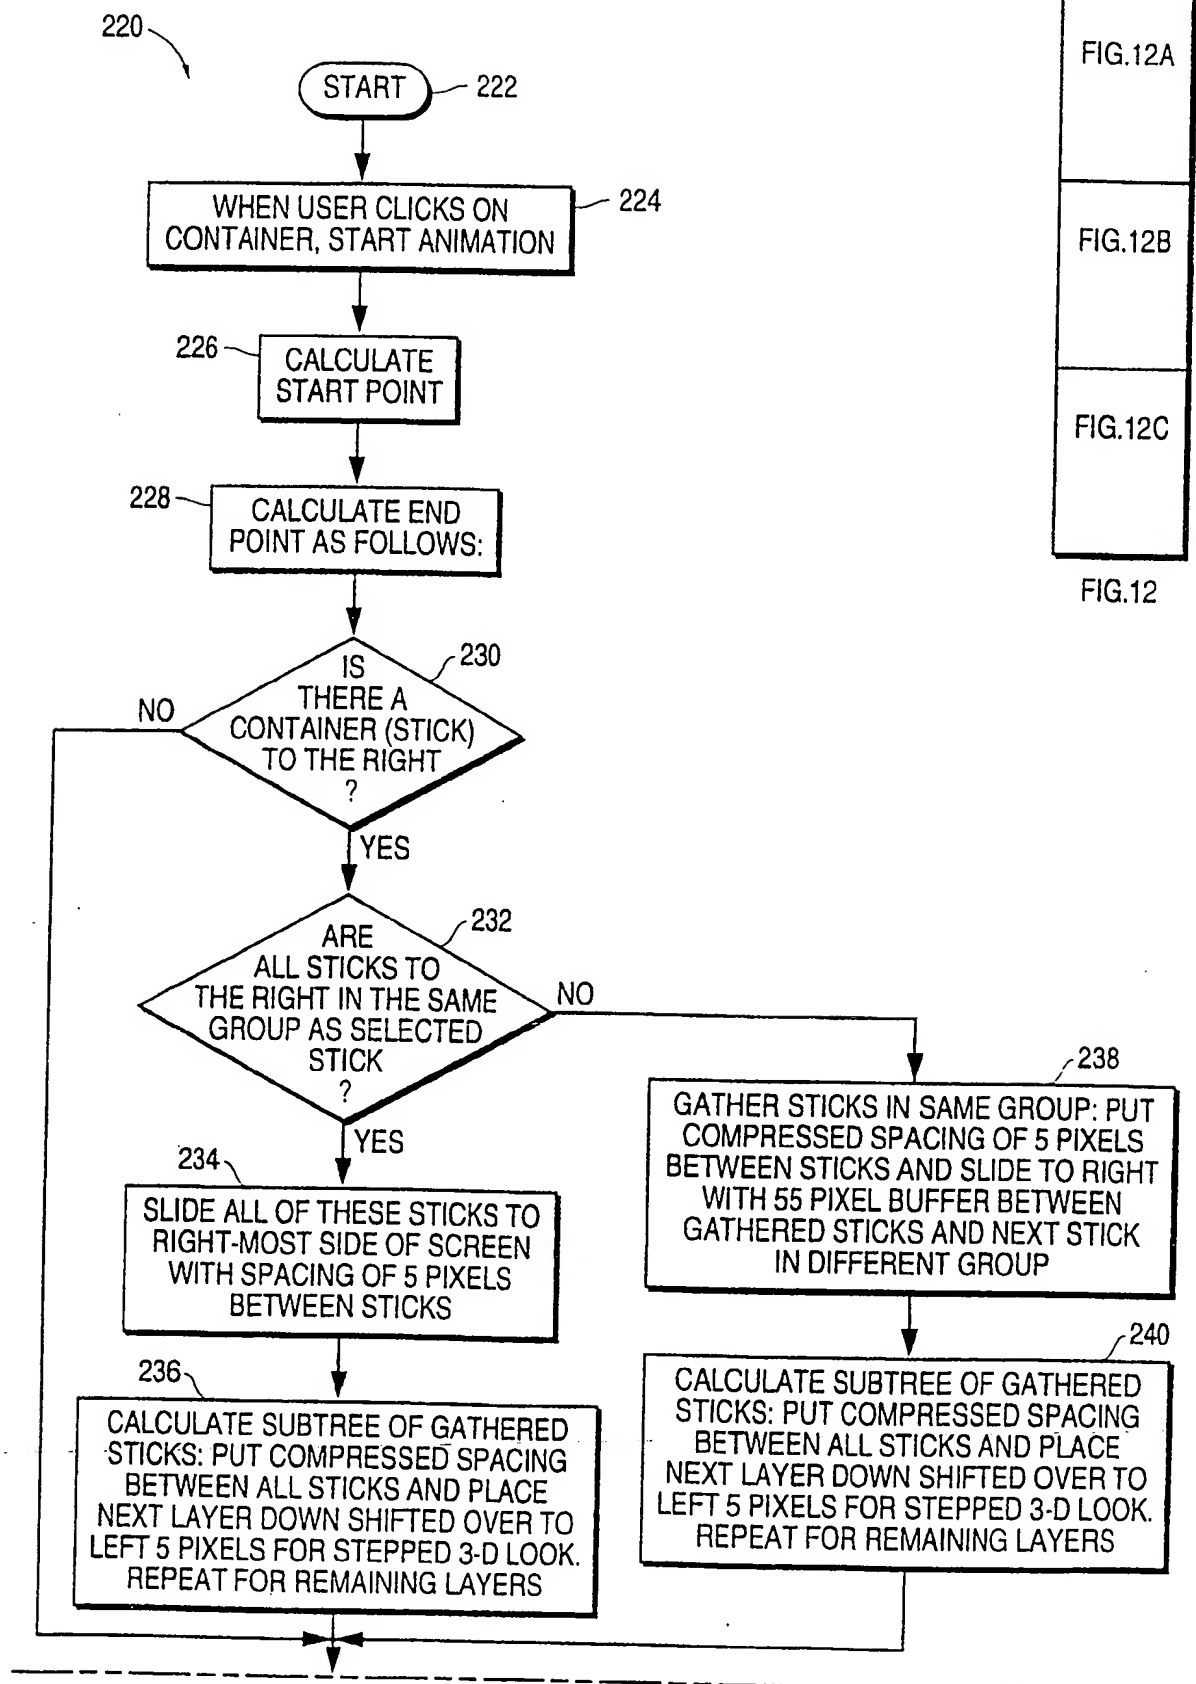 220
START
222
WHEN USER CLICKS ON
CONTAINER, START ANIMATION
224
226
CALCULATE
START POINT
228
CALCULATE END
POINT AS FOLLOWS:
230
IS
THERE A
CONTAINER (STICK)
TO THE RIGHT
?
NO
YES
232
ARE
ALL STICKS TO
THE RIGHT IN THE SAME
GROUP AS SELECTED
STICK
?
NO
YES
234
SLIDE ALL OF THESE STICKS TO
RIGHT-MOST SIDE OF SCREEN
WITH SPACING OF 5 PIXELS
BETWEEN STICKS
236
CALCULATE SUBTREE OF GATHERED
STICKS: PUT COMPRESSED SPACING
BETWEEN ALL STICKS AND PLACE
NEXT LAYER DOWN SHIFTED OVER TO
LEFT 5 PIXELS FOR STEPPED 3-D LOOK.
REPEAT FOR REMAINING LAYERS
238
GATHER STICKS IN SAME GROUP: PUT
COMPRESSED SPACING OF 5 PIXELS
BETWEEN STICKS AND SLIDE TO RIGHT
WITH 55 PIXEL BUFFER BETWEEN
GATHERED STICKS AND NEXT STICK
IN DIFFERENT GROUP
240
CALCULATE SUBTREE OF GATHERED
STICKS: PUT COMPRESSED SPACING
BETWEEN ALL STICKS AND PLACE
NEXT LAYER DOWN SHIFTED OVER TO
LEFT 5 PIXELS FOR STEPPED 3-D LOOK.
REPEAT FOR REMAINING LAYERS
FIG.12A
FIG.12B
FIG.12C
FIG.12